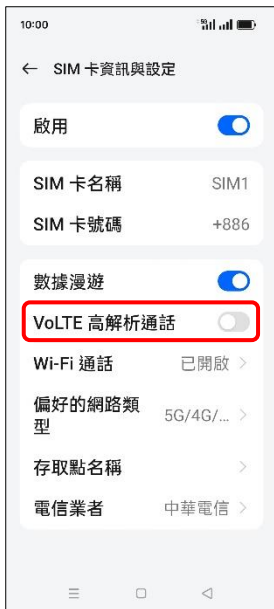 10:00
5G
← SIM 卡資訊與設定
啟用
SIM 卡名稱 SIM1
SIM 卡號碼 +886
數據漫遊
VoLTE 高解析通話
Wi-Fi 通話 已開啟 >
偏好的網路類
型 5G/4G/... >
存取點名稱 >
電信業者 中華電信 >